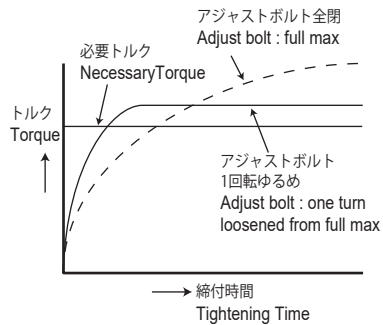 アジャストボルト全閉
Adjust bolt : full max
必要トルク
NecessaryTorque
トルク
Torque
アジャストボルト
1回転ゆるめ
Adjust bolt : one turn
loosened from full max
締付時間
Tightening Time